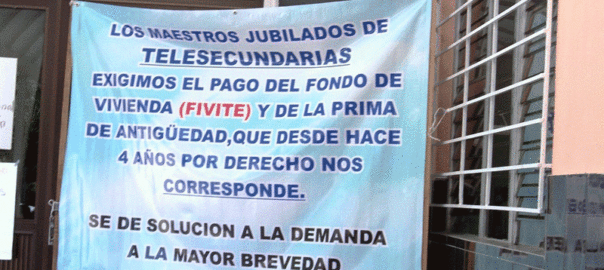 LOS MAESTROS JUBILADOS DE
TELESECUNDARIAS
EXIGIMOS EL PAGO DEL FONDO DE
VIVIENDA (FIVITE) Y DE LA PRIMA
DE ANTIGÜEDAD,QUE DESDE HACE
4 AÑOS POR DERECHO NOS
CORRESPONDE.
SE DE SOLUCION A LA DEMANDA
A LA MAYOR BREVEDAD